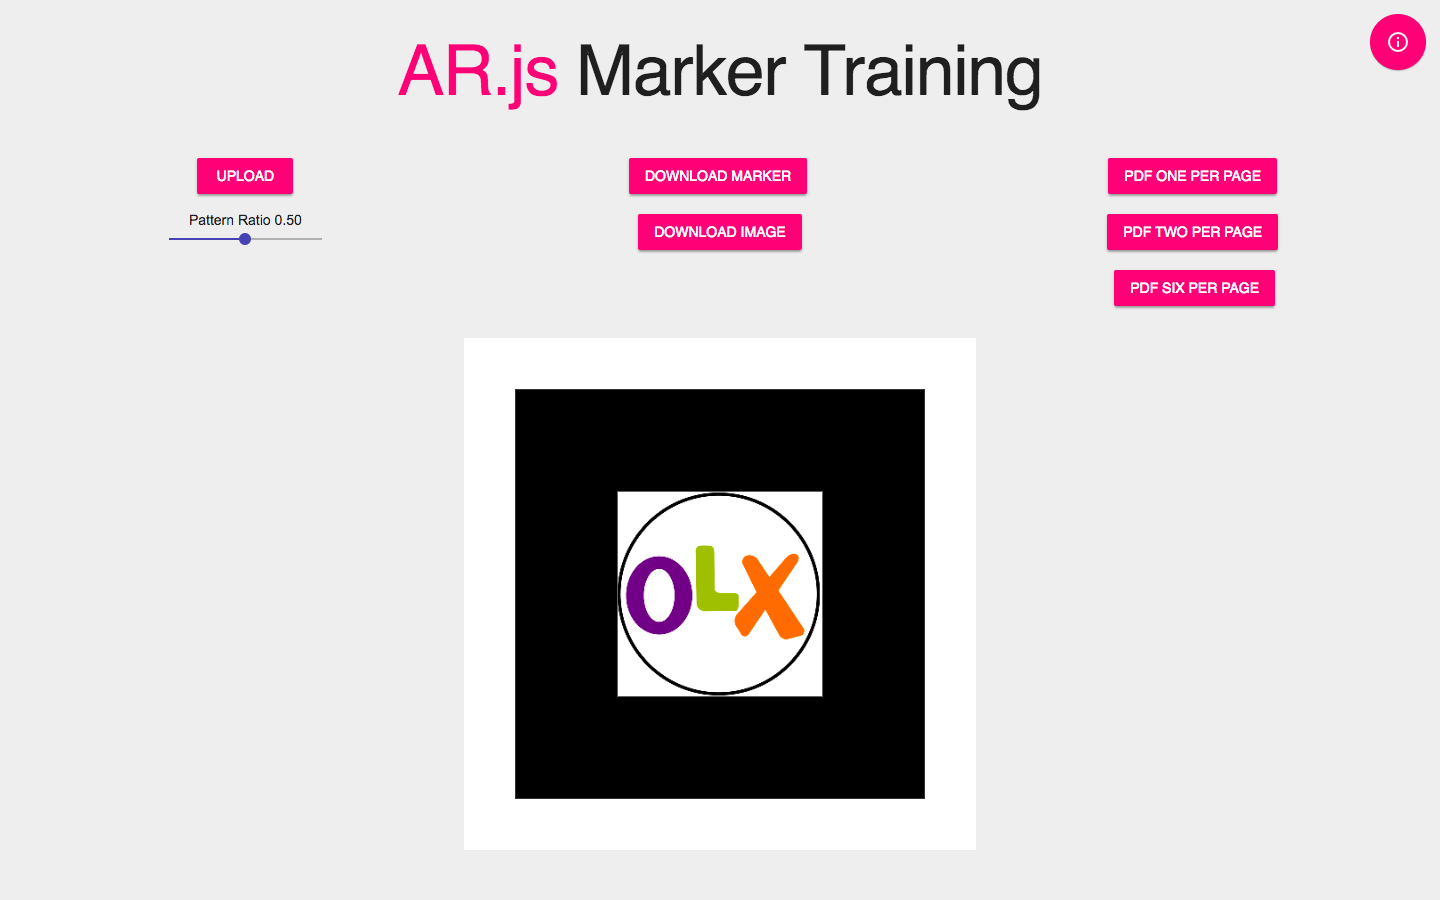 AR.js Marker Training
UPLOAD
Pattern Ratio 0.50
DOWNLOAD MARKER
DOWNLOAD IMAGE
PDF ONE PER PAGE
PDF TWO PER PAGE
PDF SIX PER PAGE
OLX